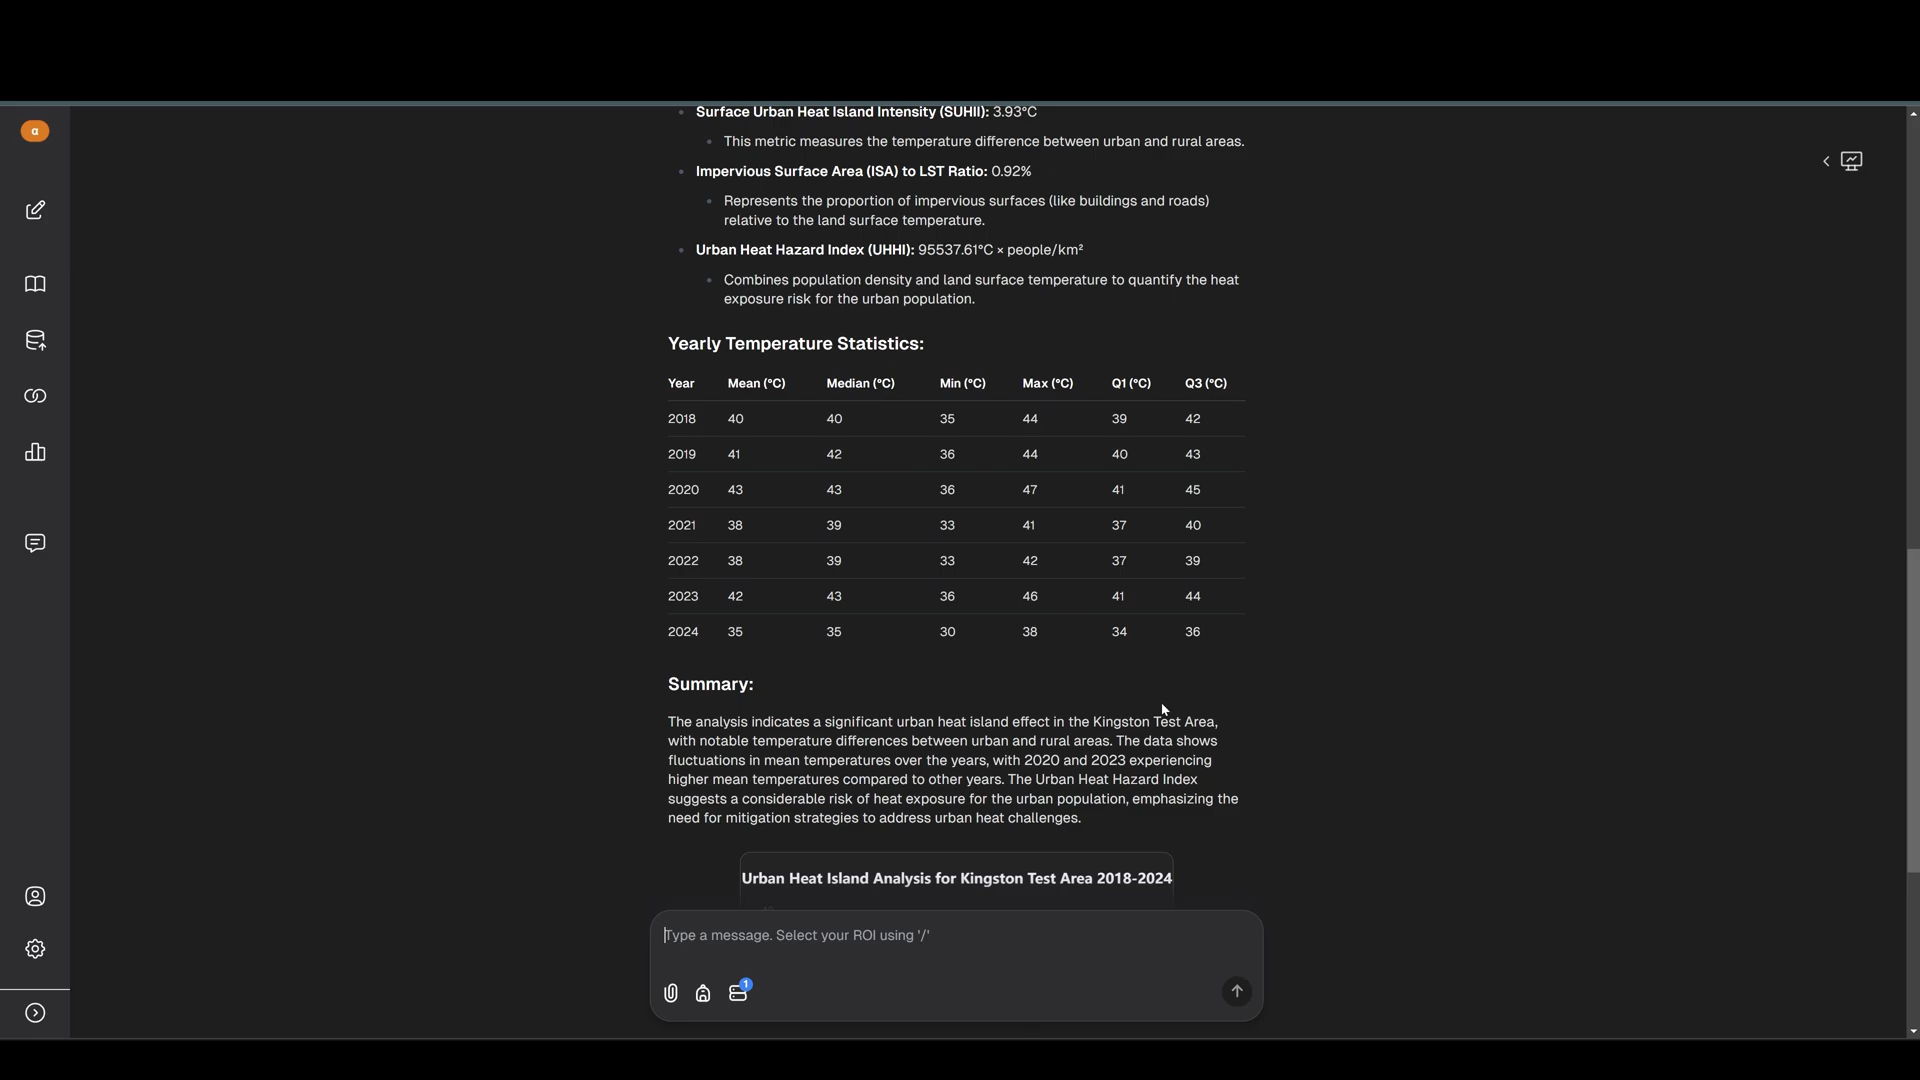 α
Surface Urban Heat Island Intensity (SUHII): 3.93°C
This metric measures the temperature difference between urban and rural areas.
Impervious Surface Area (ISA) to LST Ratio: 0.92%
Represents the proportion of impervious surfaces (like buildings and roads)
relative to the land surface temperature.
Urban Heat Hazard Index (UHHI): 95537.61°C × people/km²
Combines population density and land surface temperature to quantify the heat
exposure risk for the urban population.
Yearly Temperature Statistics:
Year Mean (°C) Median (°C) Min (°C) Max (°C) Q1 (°C) Q3 (°C)
2018 40 40 35 44 39 42
2019 41 42 36 44 40 43
2020 43 43 36 47 41 45
2021 38 39 33 41 37 40
2022 38 39 33 42 37 39
2023 42 43 36 46 41 44
2024 35 35 30 38 34 36
Summary:
The analysis indicates a significant urban heat island effect in the Kingston Test Area,
with notable temperature differences between urban and rural areas. The data shows
fluctuations in mean temperatures over the years, with 2020 and 2023 experiencing
higher mean temperatures compared to other years. The Urban Heat Hazard Index
suggests a considerable risk of heat exposure for the urban population, emphasizing the
need for mitigation strategies to address urban heat challenges.
Urban Heat Island Analysis for Kingston Test Area 2018-2024
Type a message. Select your ROI using '/'
1